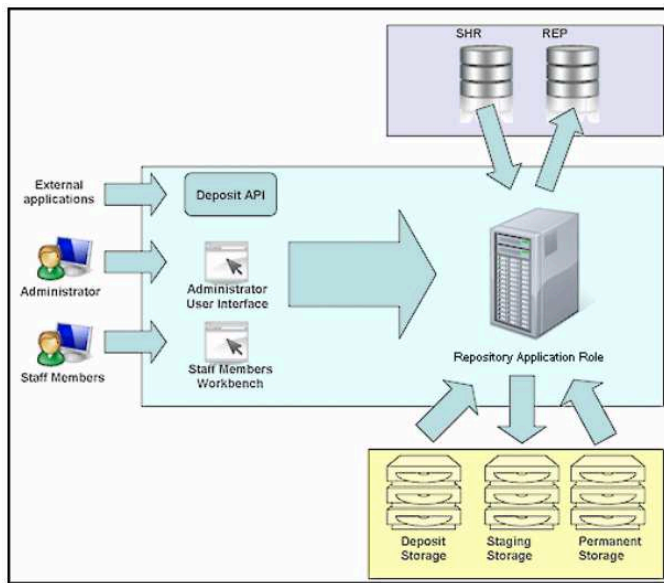 SHR
REP
External
applications
Deposit API
Administrator
Administrator
User Interface
Staff Members
Staff Members
Workbench
Repository Application Role
Deposit
Storage
Staging
Storage
Permanent
Storage